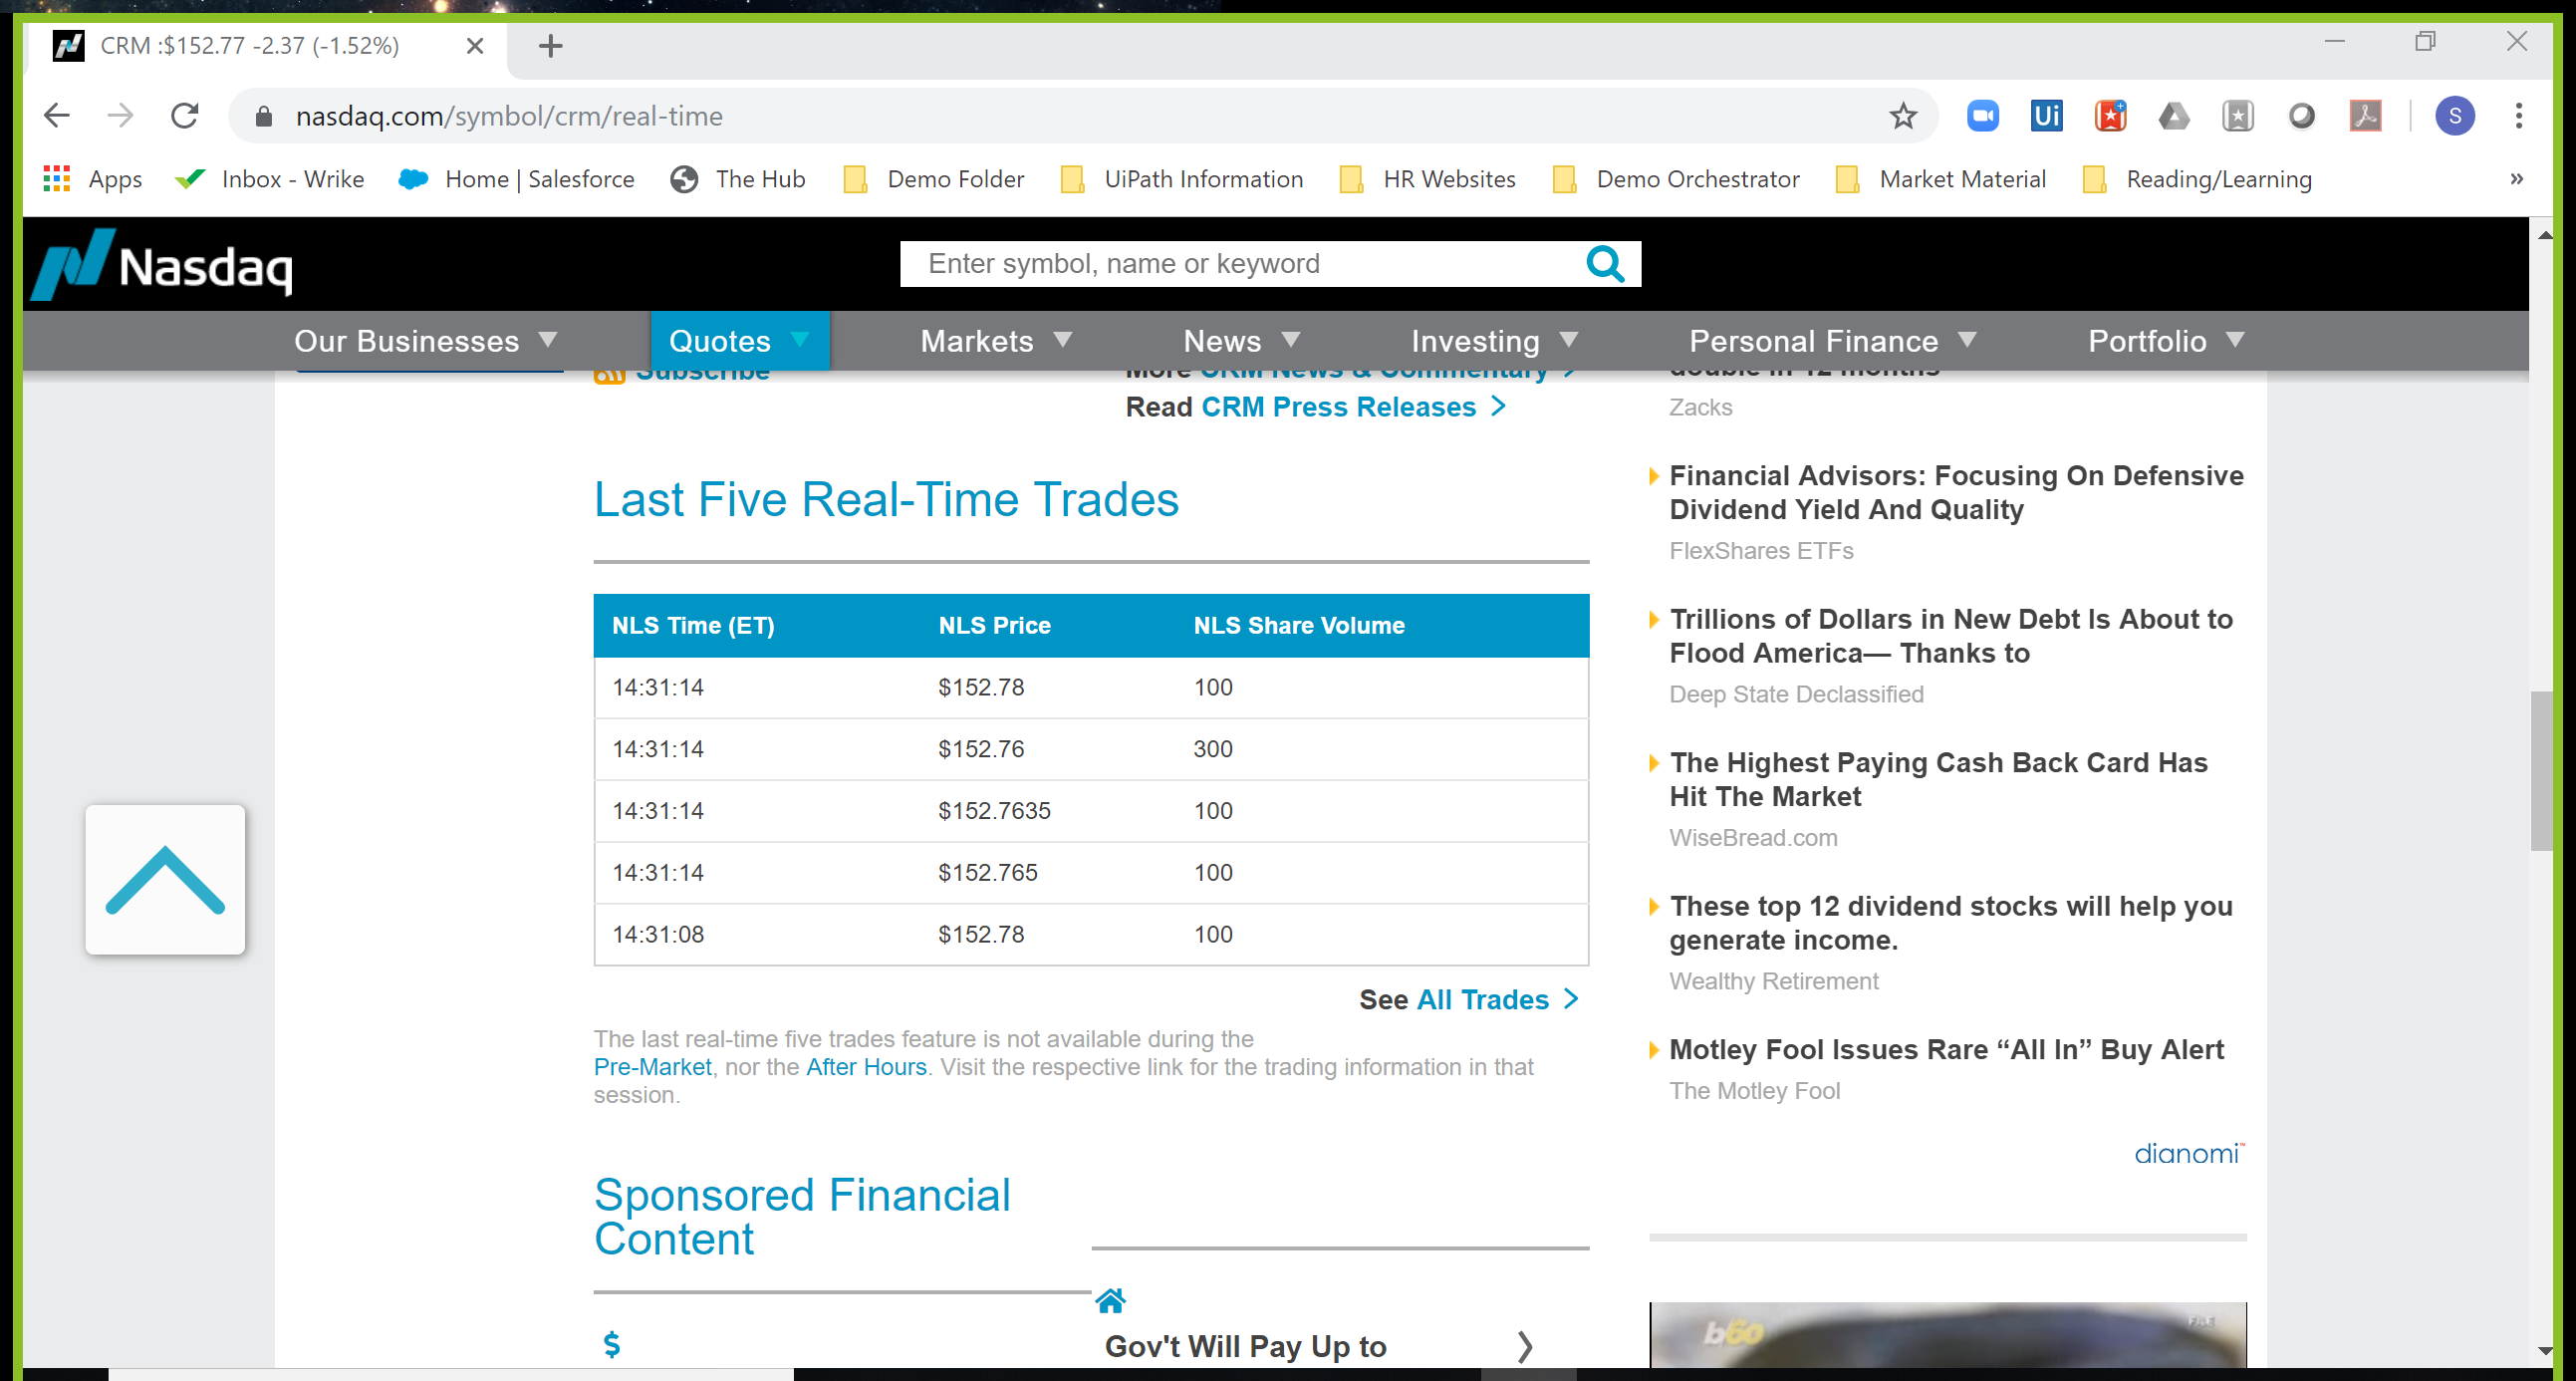 CRM :$152.77 -2.37 (-1.52%)
nasdaq.com/symbol/crm/real-time
Ui
S
Apps
Inbox - Wrike
Home | Salesforce
The Hub
Demo Folder
UiPath Information
HR Websites
Demo Orchestrator
Market Material
Reading/Learning
»
Nasdaq
Enter symbol, name or keyword
Our Businesses
Quotes
Markets
News
Investing
Personal Finance
Portfolio
Subscribe
More CRM News & Commentary >
Read CRM Press Releases >
Last Five Real-Time Trades
NLS Time (ET) NLS Price NLS Share Volume
14:31:14 $152.78 100
14:31:14 $152.76 300
14:31:14 $152.7635 100
14:31:14 $152.765 100
14:31:08 $152.78 100
See All Trades >
The last real-time five trades feature is not available during the
Pre-Market, nor the After Hours. Visit the respective link for the trading information in that
session.
Sponsored Financial
Content
$
Gov't Will Pay Up to
double in 12 months
Zacks
Financial Advisors: Focusing On Defensive
Dividend Yield And Quality
FlexShares ETFs
Trillions of Dollars in New Debt Is About to
Flood America— Thanks to
Deep State Declassified
The Highest Paying Cash Back Card Has
Hit The Market
WiseBread.com
These top 12 dividend stocks will help you
generate income.
Wealthy Retirement
Motley Fool Issues Rare “All In” Buy Alert
The Motley Fool
dianomi™
b60